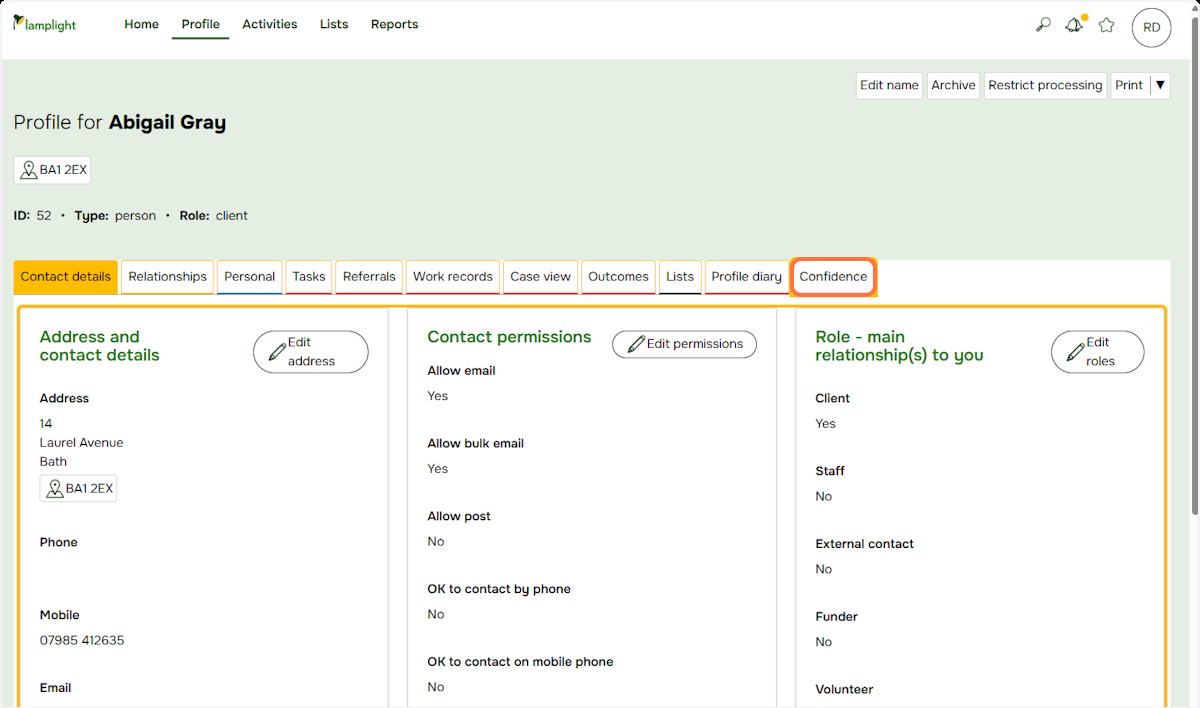 lamplight
Home Profile Activities Lists Reports
RD
Edit name Archive Restrict processing Print ▼
Profile for Abigail Gray
BA1 2EX
ID: 52 • Type: person • Role: client
Contact details Relationships Personal Tasks Referrals Work records Case view Outcomes Lists Profile diary Confidence
Address and
contact details
Edit
address
Address
14
Laurel Avenue
Bath
BA1 2EX
Phone
Mobile
07985 412635
Email
Contact permissions
Edit permissions
Allow email
Yes
Allow bulk email
Yes
Allow post
No
OK to contact by phone
No
OK to contact on mobile phone
No
Role - main
relationship(s) to you
Edit
roles
Client
Yes
Staff
No
External contact
No
Funder
No
Volunteer